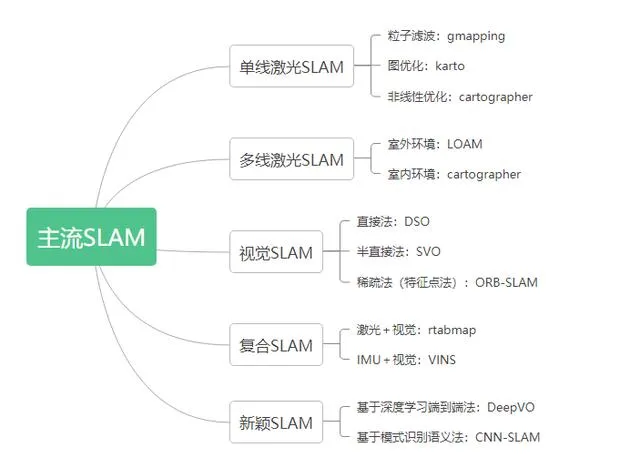 主流SLAM
单线激光SLAM
粒子滤波：gmapping
图优化：karto
非线性优化：cartographer
多线激光SLAM
室外环境：LOAM
室内环境：cartographer
视觉SLAM
直接法：DSO
半直接法：SVO
稀疏法（特征点法）：ORB-SLAM
复合SLAM
激光＋视觉：rtabmap
IMU＋视觉：VINS
新颖SLAM
基于深度学习端到端法：DeepVO
基于模式识别语义法：CNN-SLAM